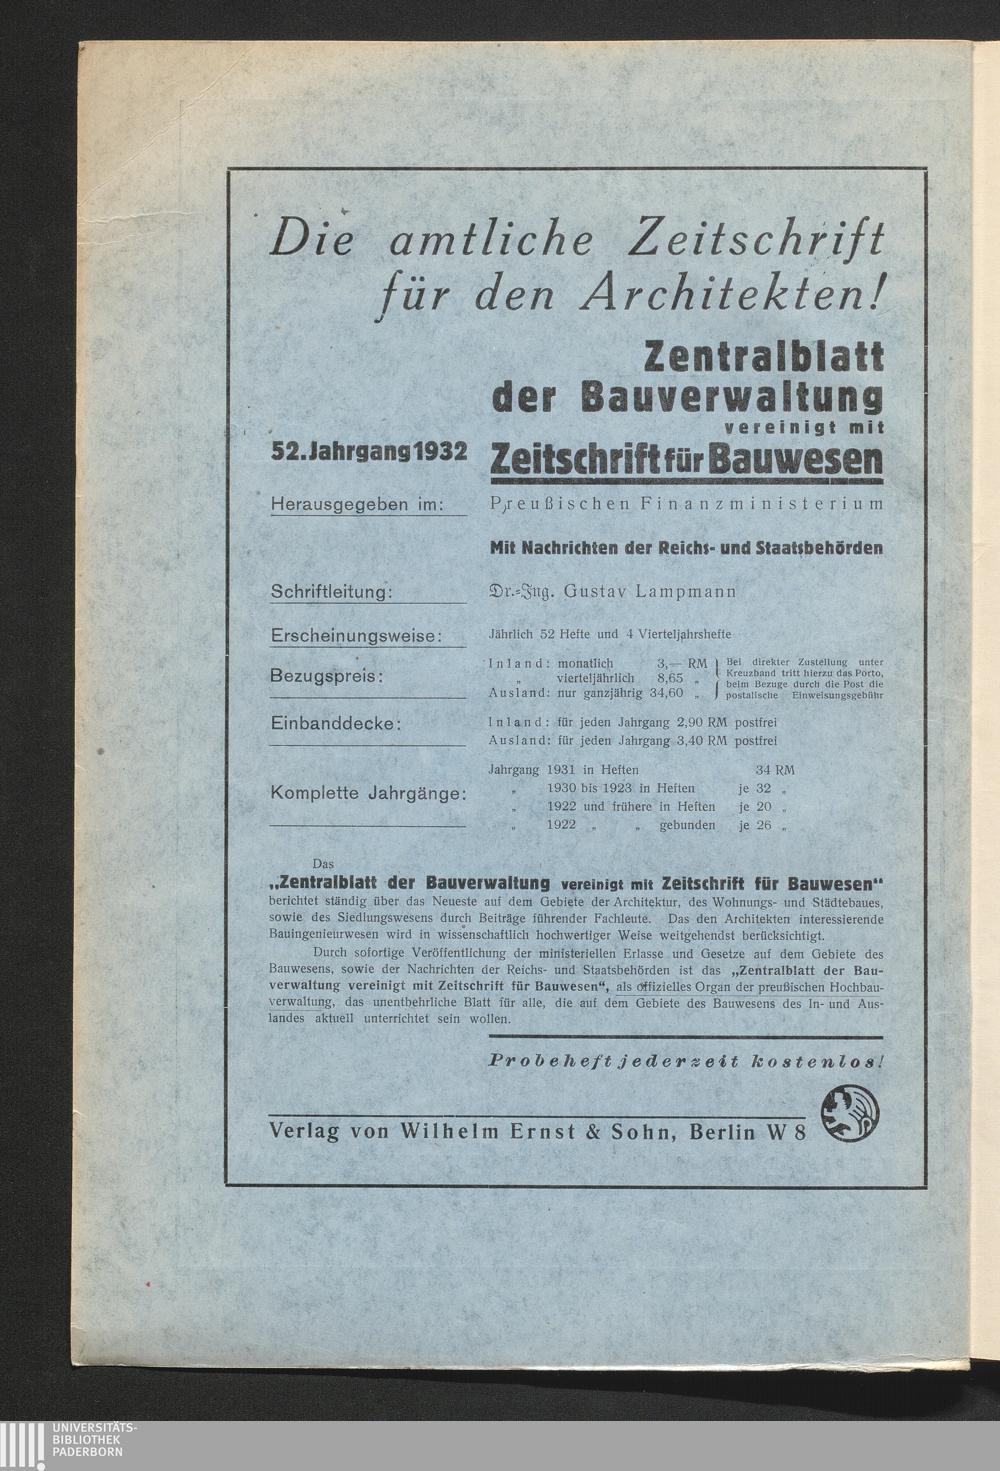 Die amtliche Zeitschrift
für den Architekten!
Zentralblatt
der Bauverwaltung
vereinigt mit
52. Jahrgang 1932 Zeitschrift für Bauwesen
Herausgegeben im: Preußischen Finanzministerium
Mit Nachrichten der Reichs- und Staatsbehörden
Schriftleitung: Dr.=Ing. Gustav Lampmann
Erscheinungsweise: Jährlich 52 Hefte und 4 Vierteljahrshefte
Bezugspreis:
Inland: monatlich 3,— RM
„ vierteljährlich 8,65 „
Ausland: nur ganzjährig 34,60 „
Bei direkter Zustellung unter
Kreuzband tritt hierzu das Porto,
beim Bezuge durch die Post die
postalische Einweisungsgebühr
Einbanddecke: Inland: für jeden Jahrgang 2,90 RM postfrei
Ausland: für jeden Jahrgang 3,40 RM postfrei
Komplette Jahrgänge:
Jahrgang 1931 in Heften 34 RM
„ 1930 bis 1923 in Heften je 32 „
„ 1922 und frühere in Heften je 20 „
„ 1922 „ „ gebunden je 26 „
Das
„Zentralblatt der Bauverwaltung vereinigt mit Zeitschrift für Bauwesen“
berichtet ständig über das Neueste auf dem Gebiete der Architektur, des Wohnungs- und Städtebaues,
sowie des Siedlungswesens durch Beiträge führender Fachleute. Das den Architekten interessierende
Bauingenieurwesen wird in wissenschaftlich hochwertiger Weise weitgehendst berücksichtigt.
Durch sofortige Veröffentlichung der ministeriellen Erlasse und Gesetze auf dem Gebiete des
Bauwesens, sowie der Nachrichten der Reichs- und Staatsbehörden ist das „Zentralblatt der Bau-
verwaltung vereinigt mit Zeitschrift für Bauwesen“, als offizielles Organ der preußischen Hochbau-
verwaltung, das unentbehrliche Blatt für alle, die auf dem Gebiete des Bauwesens des In- und Aus-
landes aktuell unterrichtet sein wollen.
Probeheft jederzeit kostenlos!
Verlag von Wilhelm Ernst & Sohn, Berlin W 8
UNIVERSITÄTS-
BIBLIOTHEK
PADERBORN